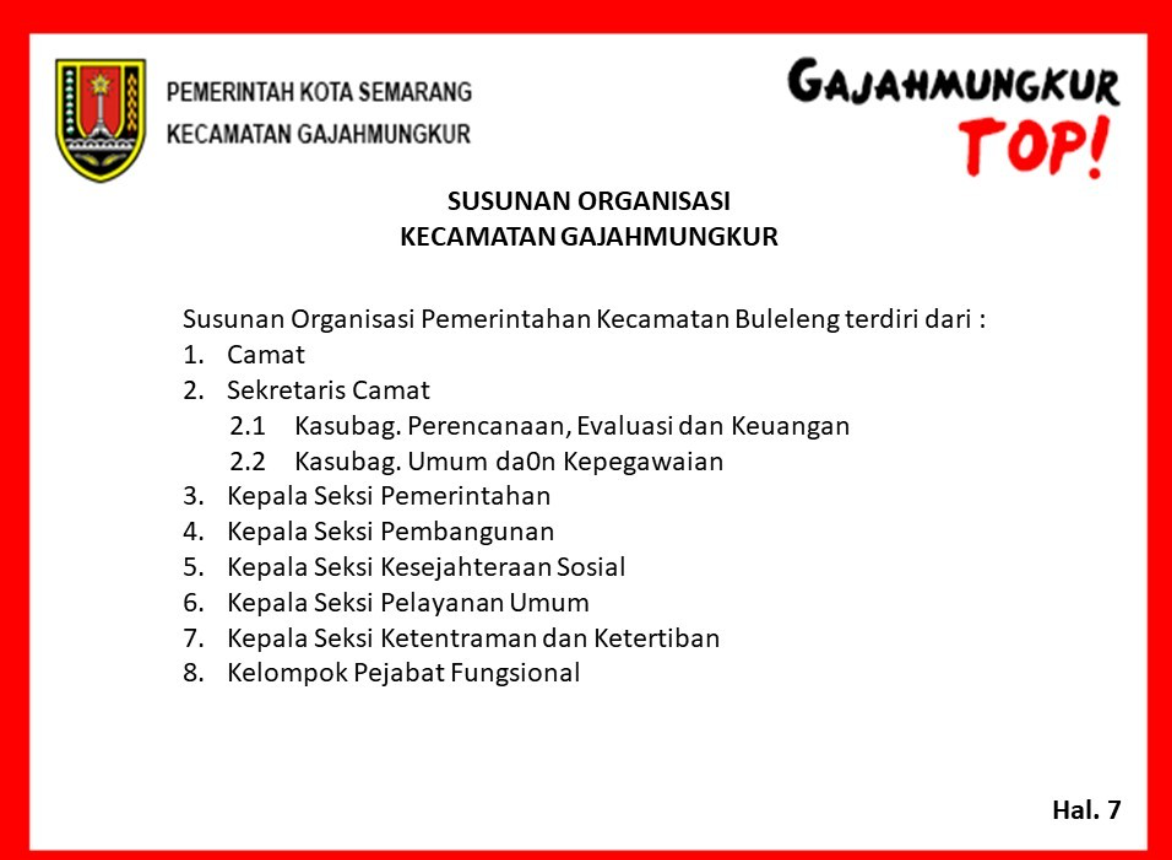 PEMERINTAH KOTA SEMARANG
KECAMATAN GAJAHMUNGKUR
GAJAHMUNGKUR
TOP!
SUSUNAN ORGANISASI
KECAMATAN GAJAHMUNGKUR
Susunan Organisasi Pemerintahan Kecamatan Buleleng terdiri dari :
1. Camat
2. Sekretaris Camat
2.1 Kasubag. Perencanaan, Evaluasi dan Keuangan
2.2 Kasubag. Umum da0n Kepegawaian
3. Kepala Seksi Pemerintahan
4. Kepala Seksi Pembangunan
5. Kepala Seksi Kesejahteraan Sosial
6. Kepala Seksi Pelayanan Umum
7. Kepala Seksi Ketentraman dan Ketertiban
8. Kelompok Pejabat Fungsional
Hal. 7